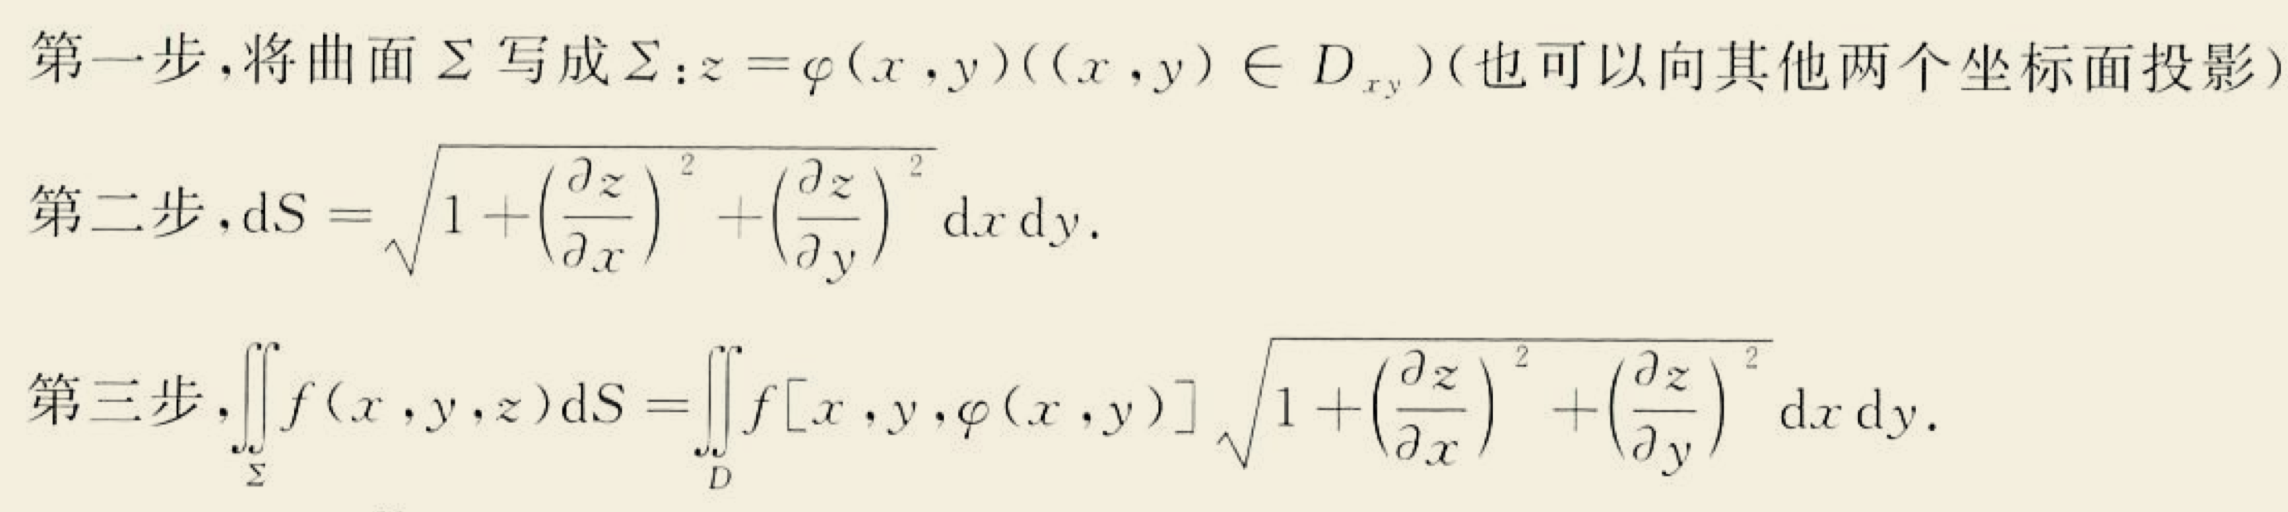 第一步,将曲面 Σ 写成 Σ:z=φ(x,y)((x,y)∈D_{xy})(也可以向其他两个坐标面投影)
第二步,dS=√(1+(∂z/∂x)²+(∂z/∂y)²) dx dy.
第三步,∬_Σ f(x,y,z)dS=∬_D f[x,y,φ(x,y)]√(1+(∂z/∂x)²+(∂z/∂y)²) dx dy.